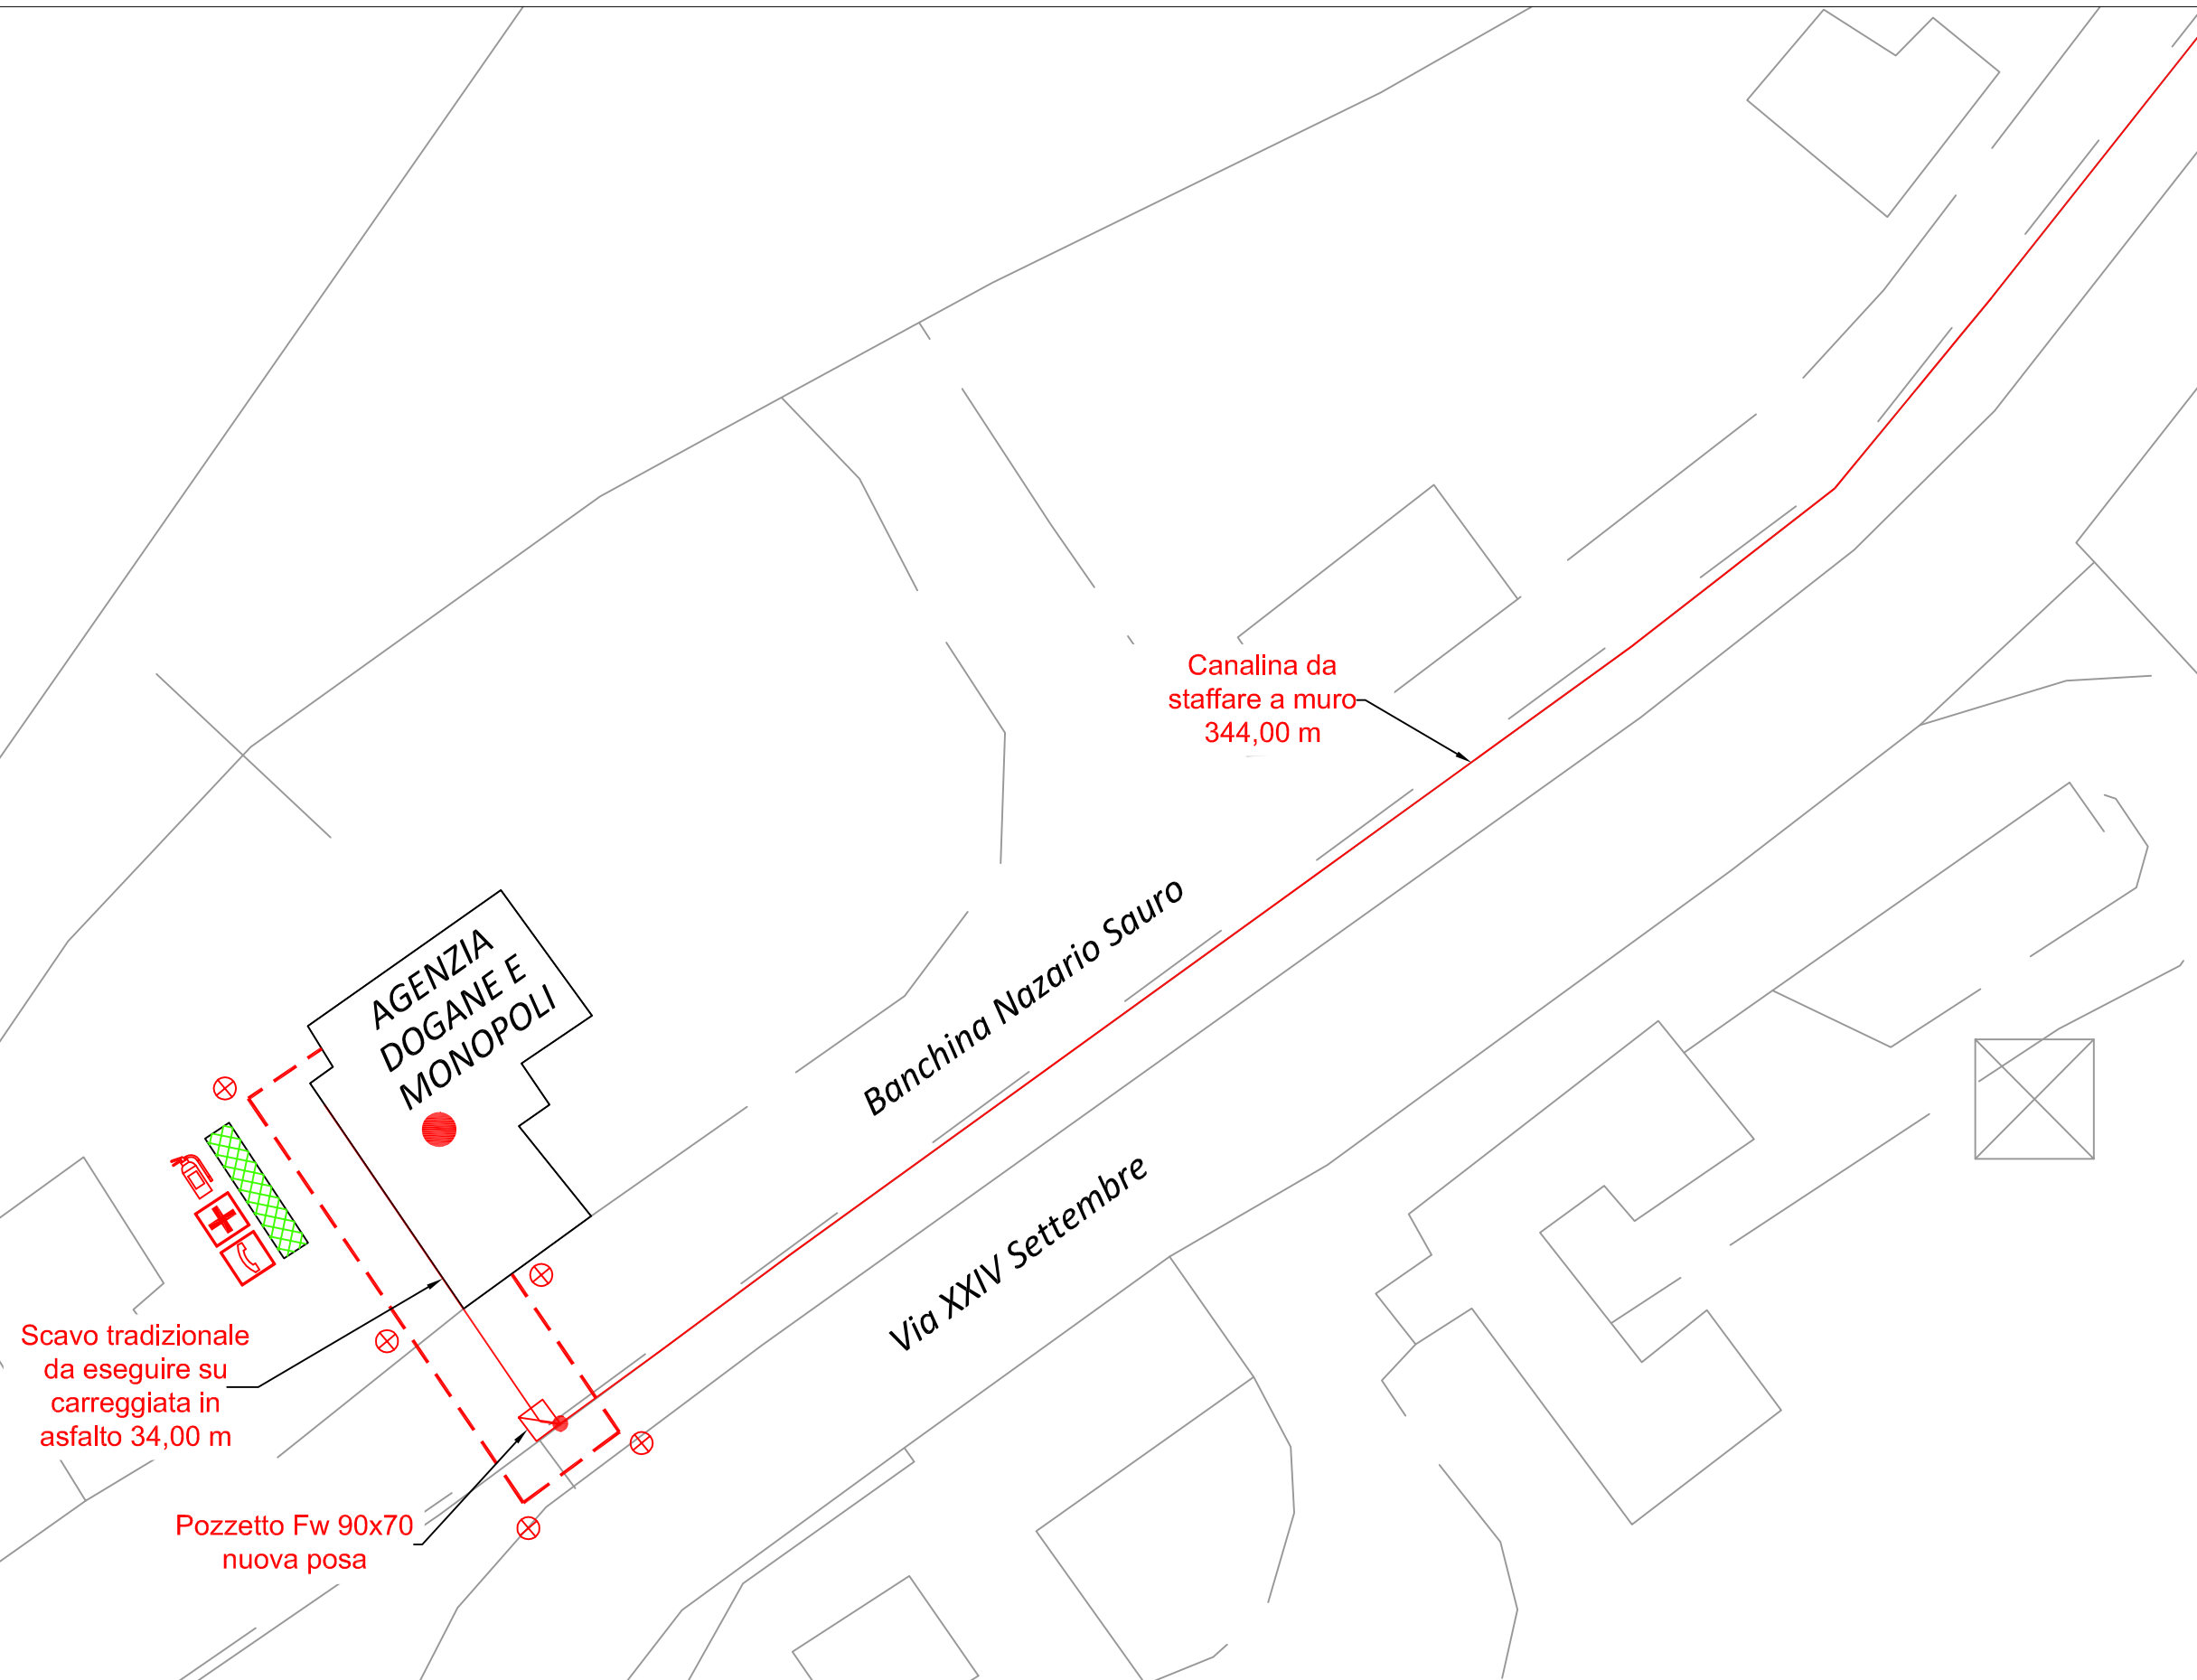 Canalina da
staffare a muro
344,00 m
AGENZIA
DOGANE E
MONOPOLI
Banchina Nazario Sauro
Via XXIV Settembre
Scavo tradizionale
da eseguire su
carreggiata in
asfalto 34,00 m
Pozzetto Fw 90x70
nuova posa